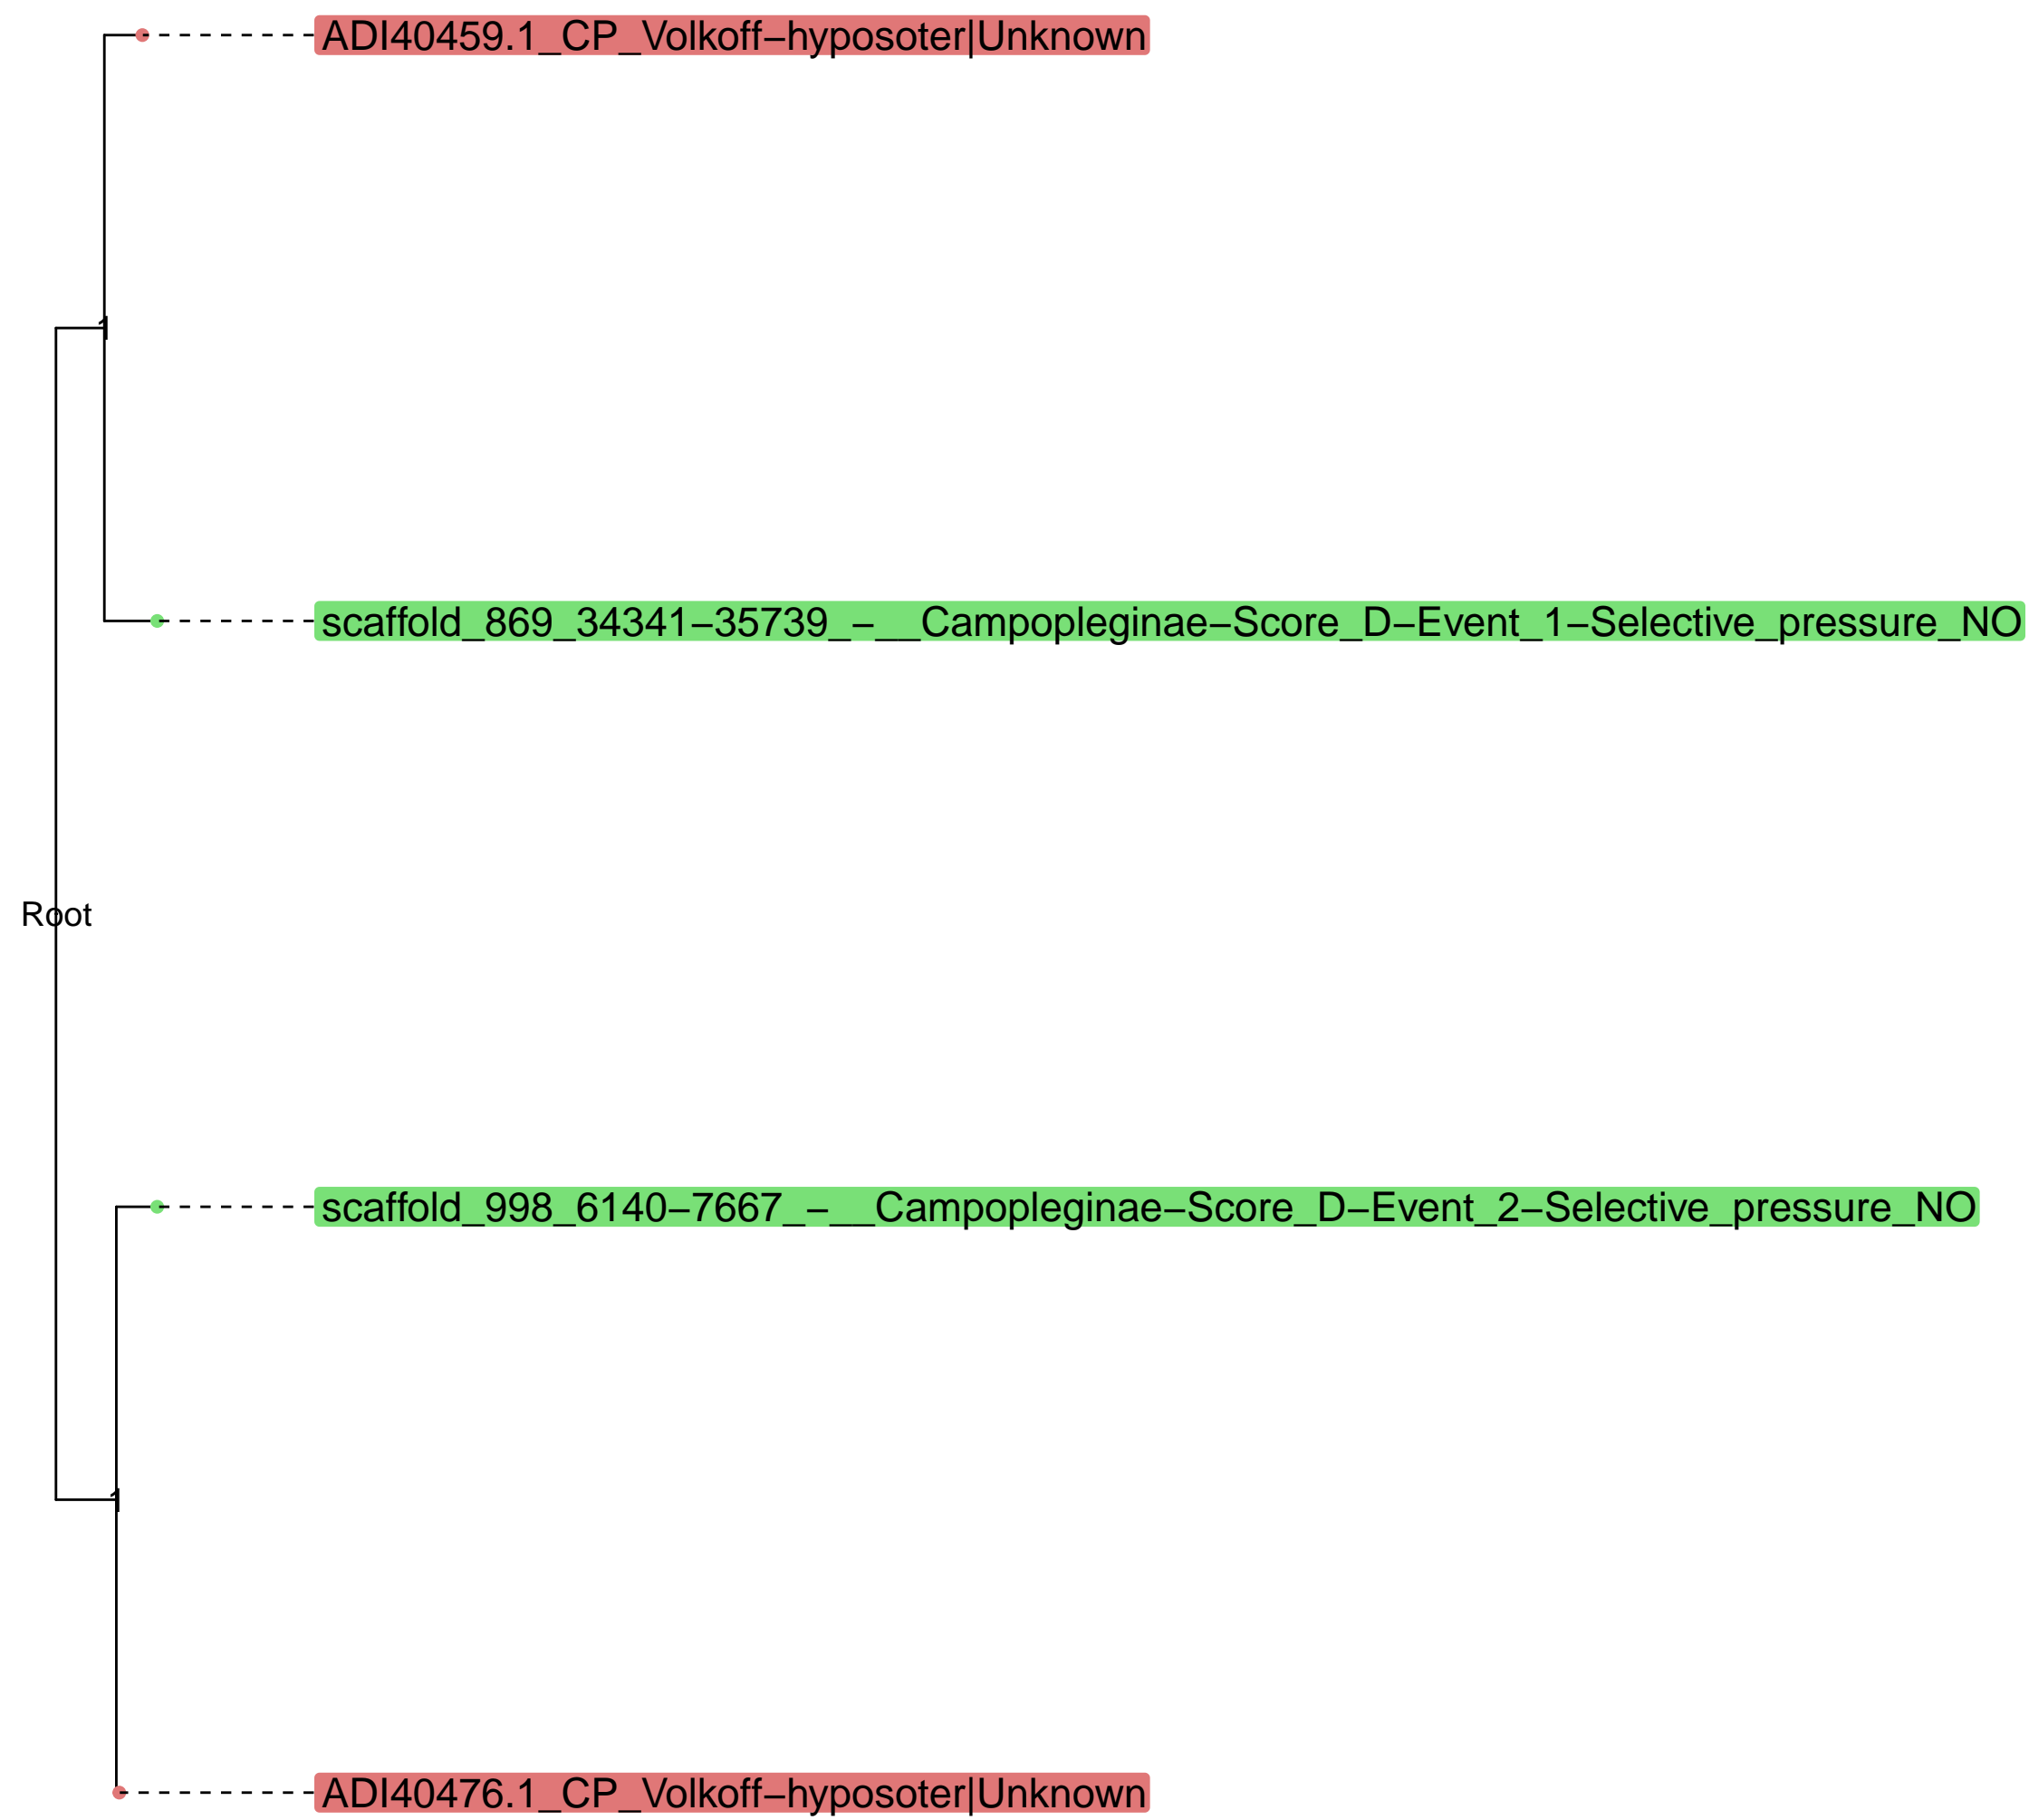 ADI40459.1_CP_Volkoff−hyposoter|Unknown
1
scaffold_869_34341−35739_−__Campopleginae−Score_D−Event_1−Selective_pressure_NO
Root
scaffold_998_6140−7667_−__Campopleginae−Score_D−Event_2−Selective_pressure_NO
1
ADI40476.1_CP_Volkoff−hyposoter|Unknown